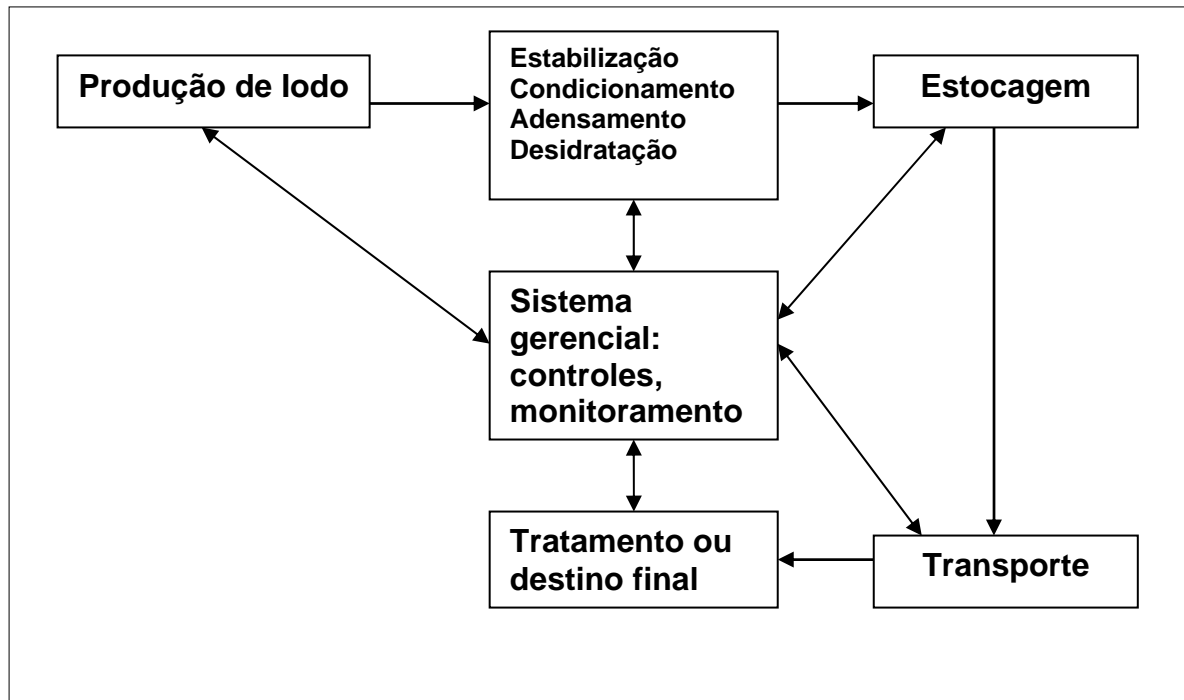 Produção de lodo
Estabilização
Condicionamento
Adensamento
Desidratação
Estocagem
Sistema
gerencial:
controles,
monitoramento
Tratamento ou
destino final
Transporte